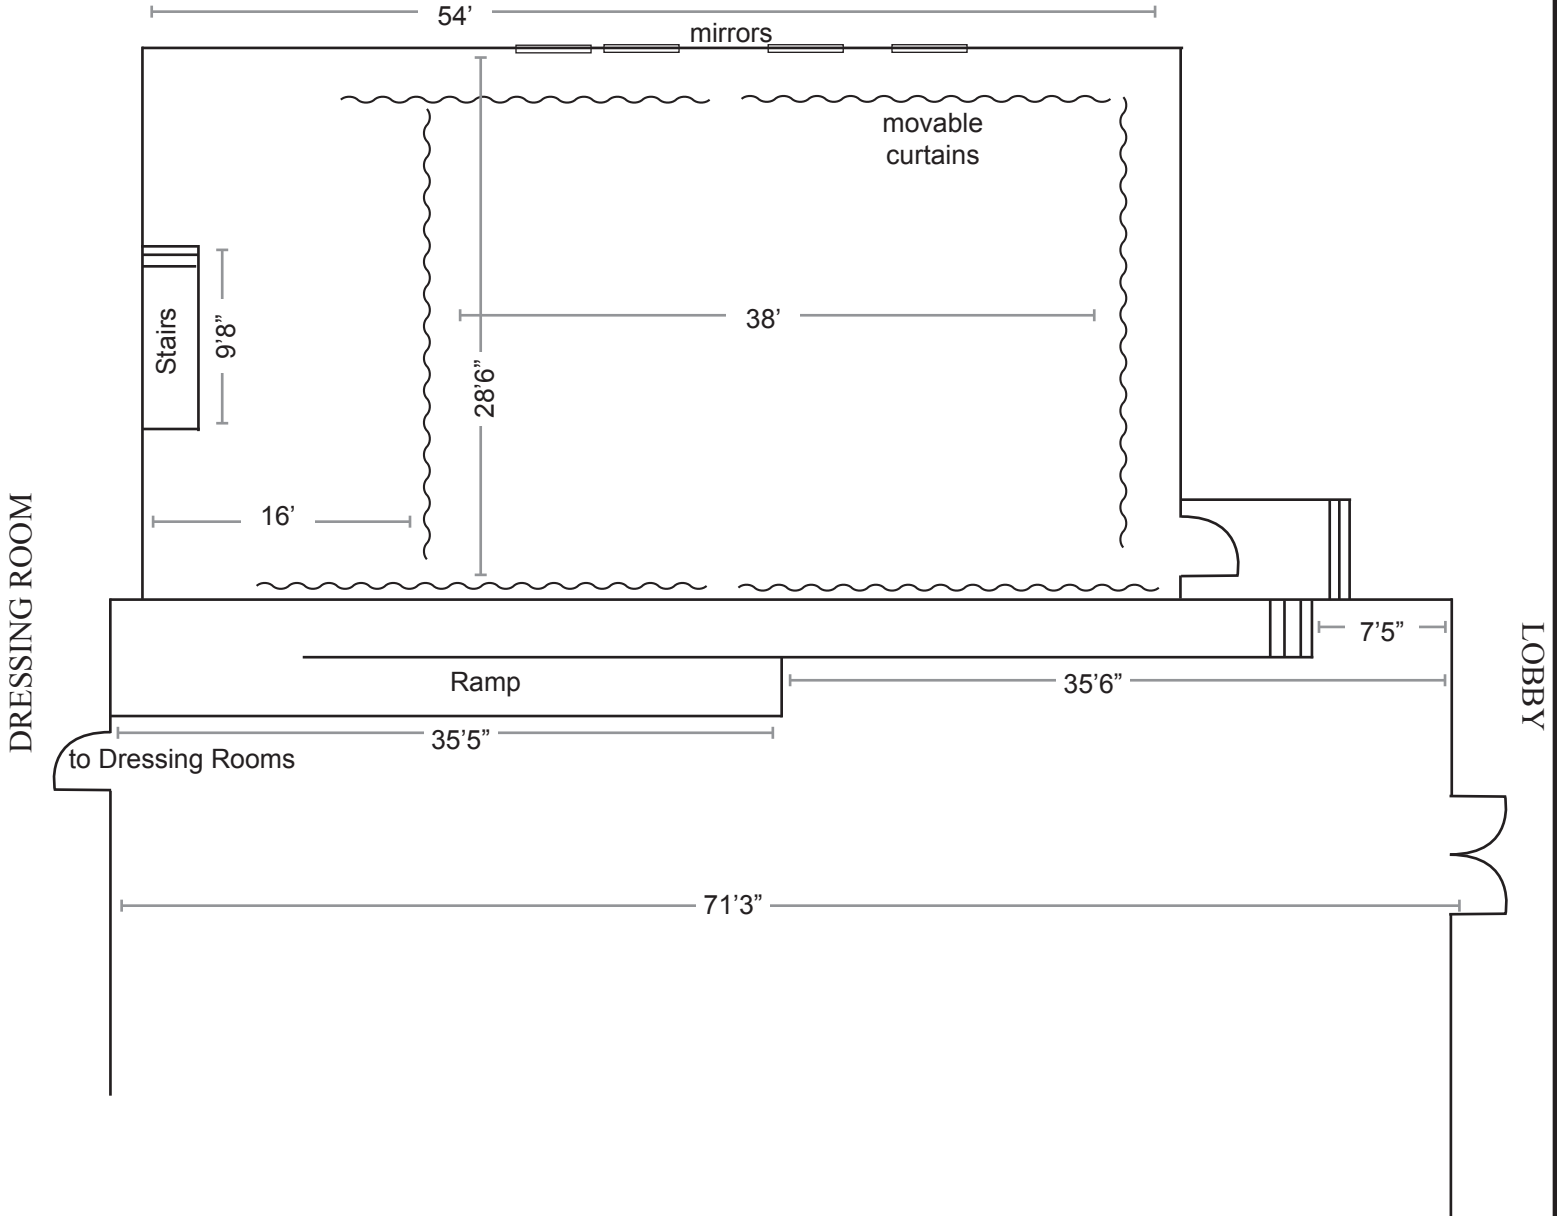 54’
mirrors
movable
curtains
Stairs
9’8”
38’
28’6”
16’
DRESSING ROOM
7’5”
LOBBY
Ramp
35’6”
35’5”
to Dressing Rooms
71’3”